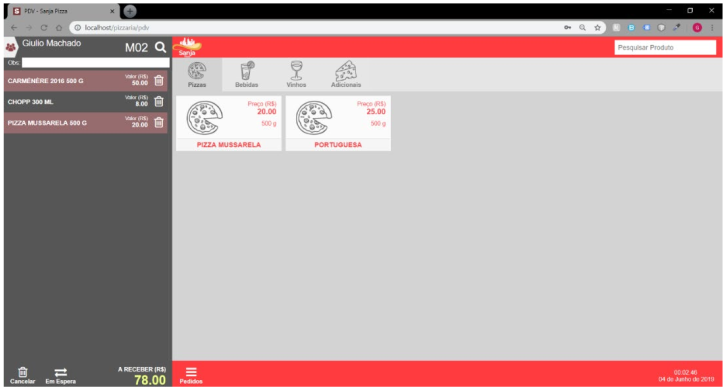 PDV - Sanja Pizza
localhost/pizzaria/pdv
Giulio Machado
M02
Obs:
CARMÉNÈRE 2016 500 G
Valor (R$)
50.00
CHOPP 300 ML
Valor (R$)
8.00
PIZZA MUSSARELA 500 G
Valor (R$)
20.00
Cancelar
Em Espera
A RECEBER (R$)
78.00
Sanja
Pesquisar Produto
Pizzas
Bebidas
Vinhos
Adicionais
Preço (R$)
20.00
500 g
PIZZA MUSSARELA
Preço (R$)
25.00
500 g
PORTUGUESA
Pedidos
00:02:46
04 de Junho de 2019